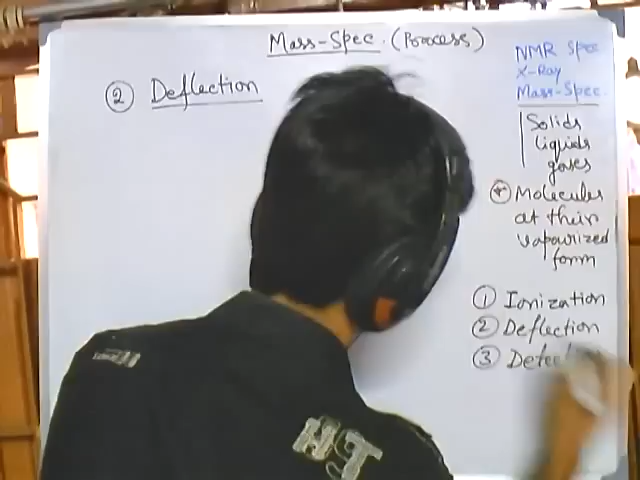 Mass-Spec. (Process)
② Deflection
NMR Spec
X-Ray
Mass-Spec.
Solids
liquids
gases
* Molecules
at their
vapourized
form
① Ionization
② Deflection
③
HJ